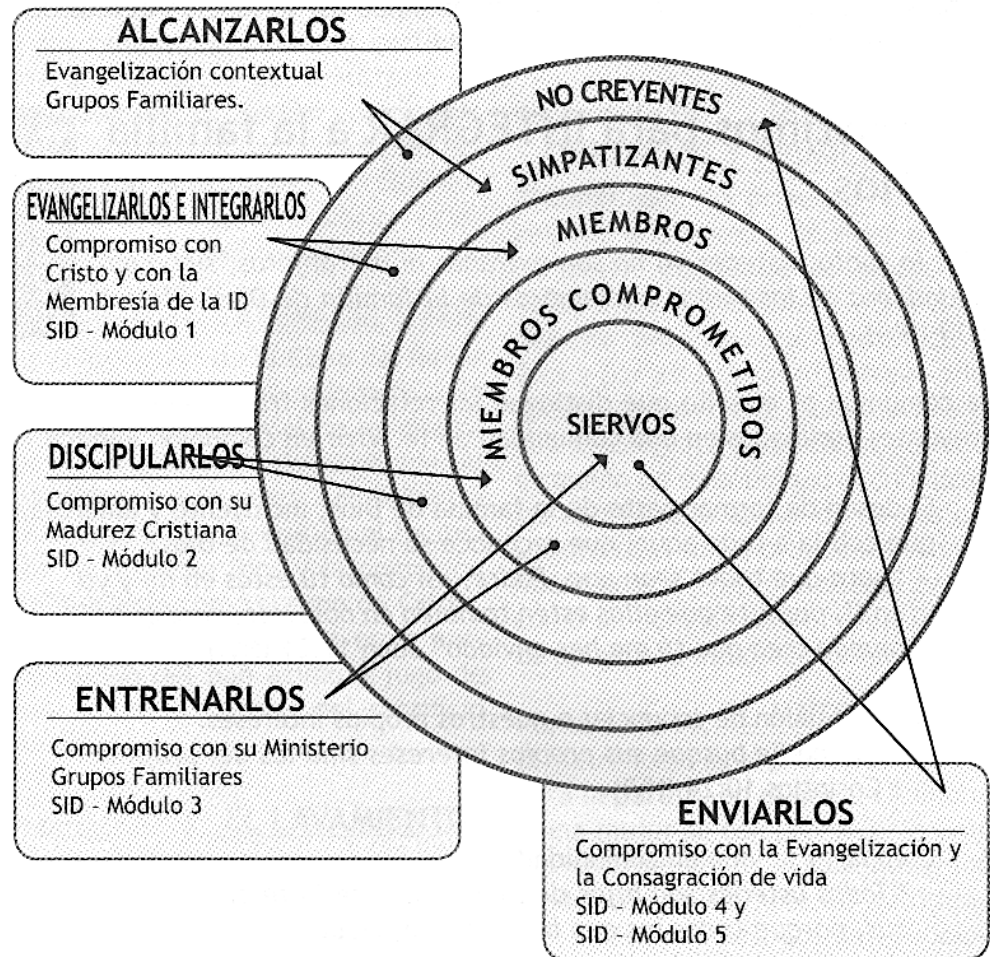 ALCANZARLOS
Evangelización contextual
Grupos Familiares.
EVANGELIZARLOS E INTEGRARLOS
Compromiso con
Cristo y con la
Membresía de la ID
SID - Módulo 1
DISCIPULARLOS
Compromiso con su
Madurez Cristiana
SID - Módulo 2
ENTRENARLOS
Compromiso con su Ministerio
Grupos Familiares
SID - Módulo 3
NO CREYENTES
SIMPATIZANTES
MIEMBROS
MIEMBROS COMPROMETIDOS
SIERVOS
ENVIARLOS
Compromiso con la Evangelización y
la Consagración de vida
SID - Módulo 4 y
SID - Módulo 5